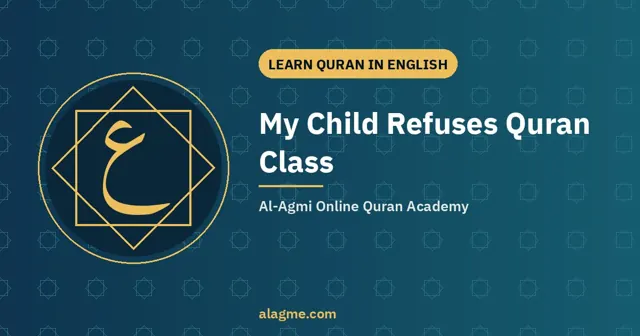 LEARN QURAN IN ENGLISH
My Child Refuses Quran
Class
Al-Agmi Online Quran Academy
ع
alagme.com